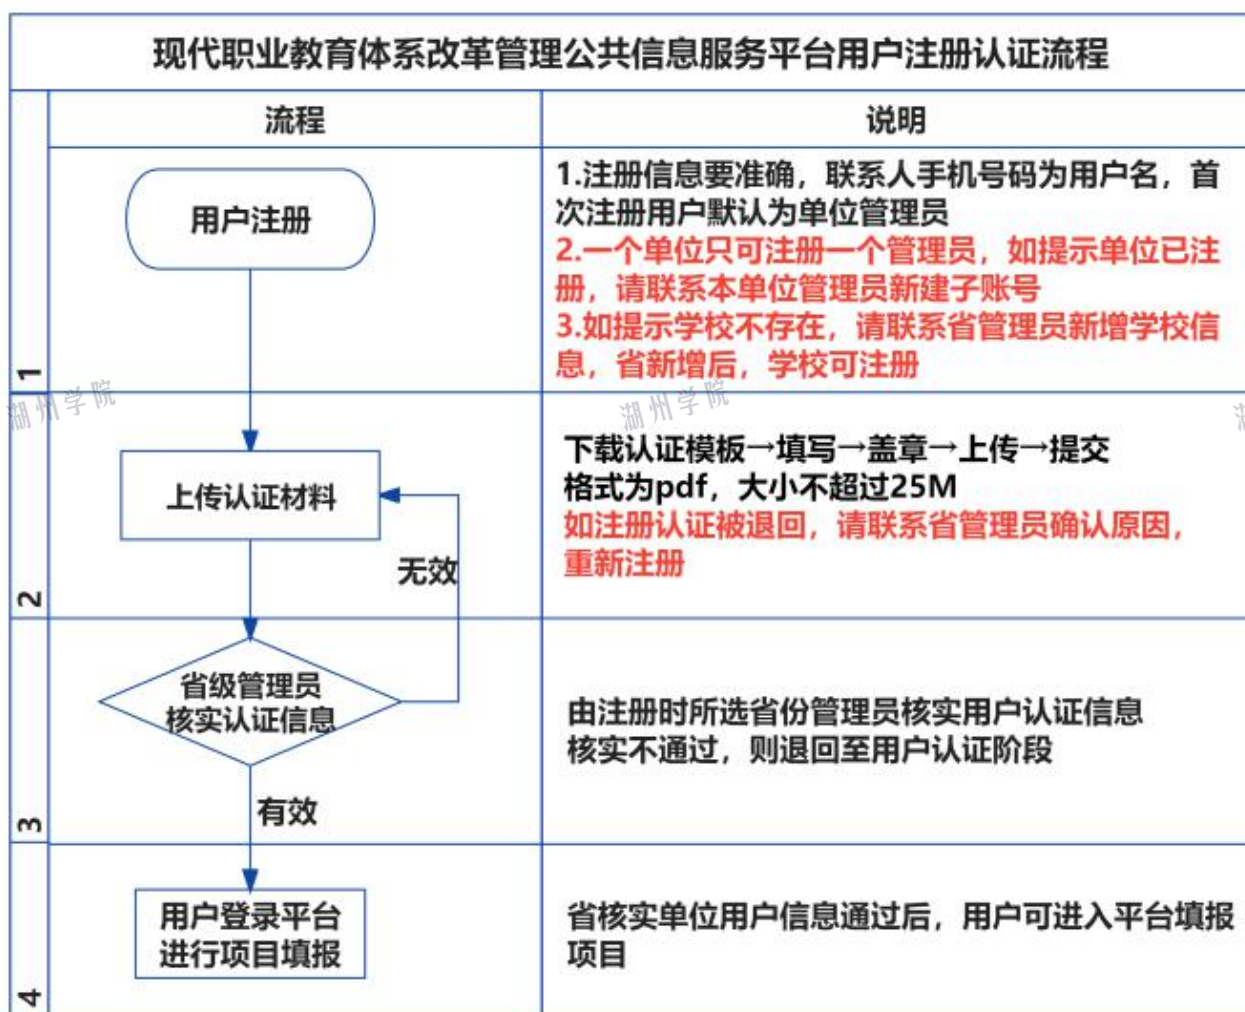 现代职业教育体系改革管理公共信息服务平台用户注册认证流程
流程
说明
1
用户注册
1.注册信息要准确，联系人手机号码为用户名，首
次注册用户默认为单位管理员
2.一个单位只可注册一个管理员，如提示单位已注
册，请联系本单位管理员新建子账号
3.如提示学校不存在，请联系省管理员新增学校信
息，省新增后，学校可注册
湖州学院
湖州学院
湖
2
上传认证材料
无效
下载认证模板→填写→盖章→上传→提交
格式为pdf，大小不超过25M
如注册认证被退回，请联系省管理员确认原因，
重新注册
3
省级管理员
核实认证信息
有效
由注册时所选省份管理员核实用户认证信息
核实不通过，则退回至用户认证阶段
4
用户登录平台
进行项目填报
省核实单位用户信息通过后，用户可进入平台填报
项目